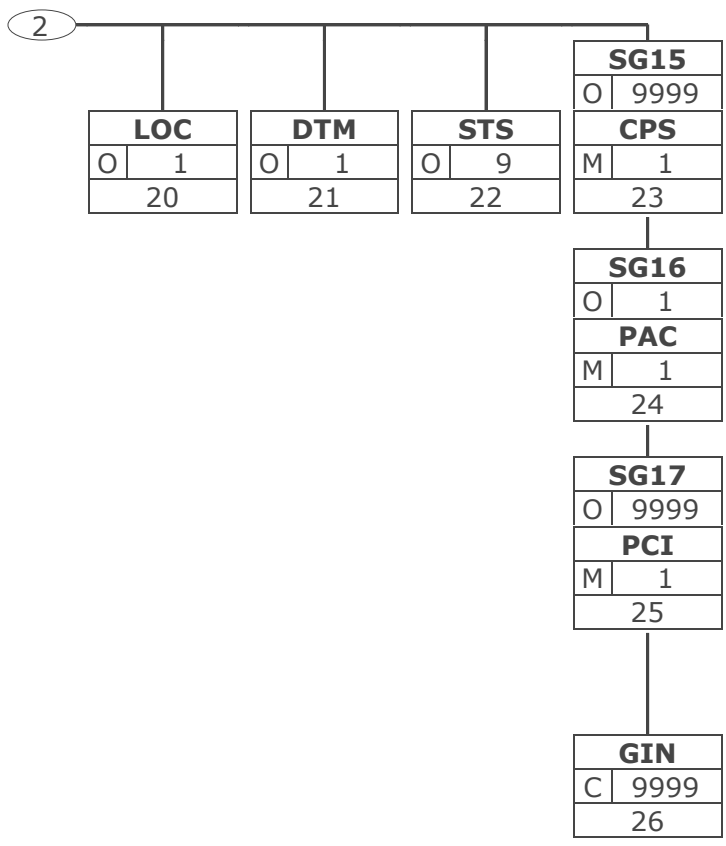 2
SG15
O 9999
LOC DTM STS CPS
O 1 O 1 O 9 M 1
20 21 22 23
SG16
O 1
PAC
M 1
24
SG17
O 9999
PCI
M 1
25
GIN
C 9999
26